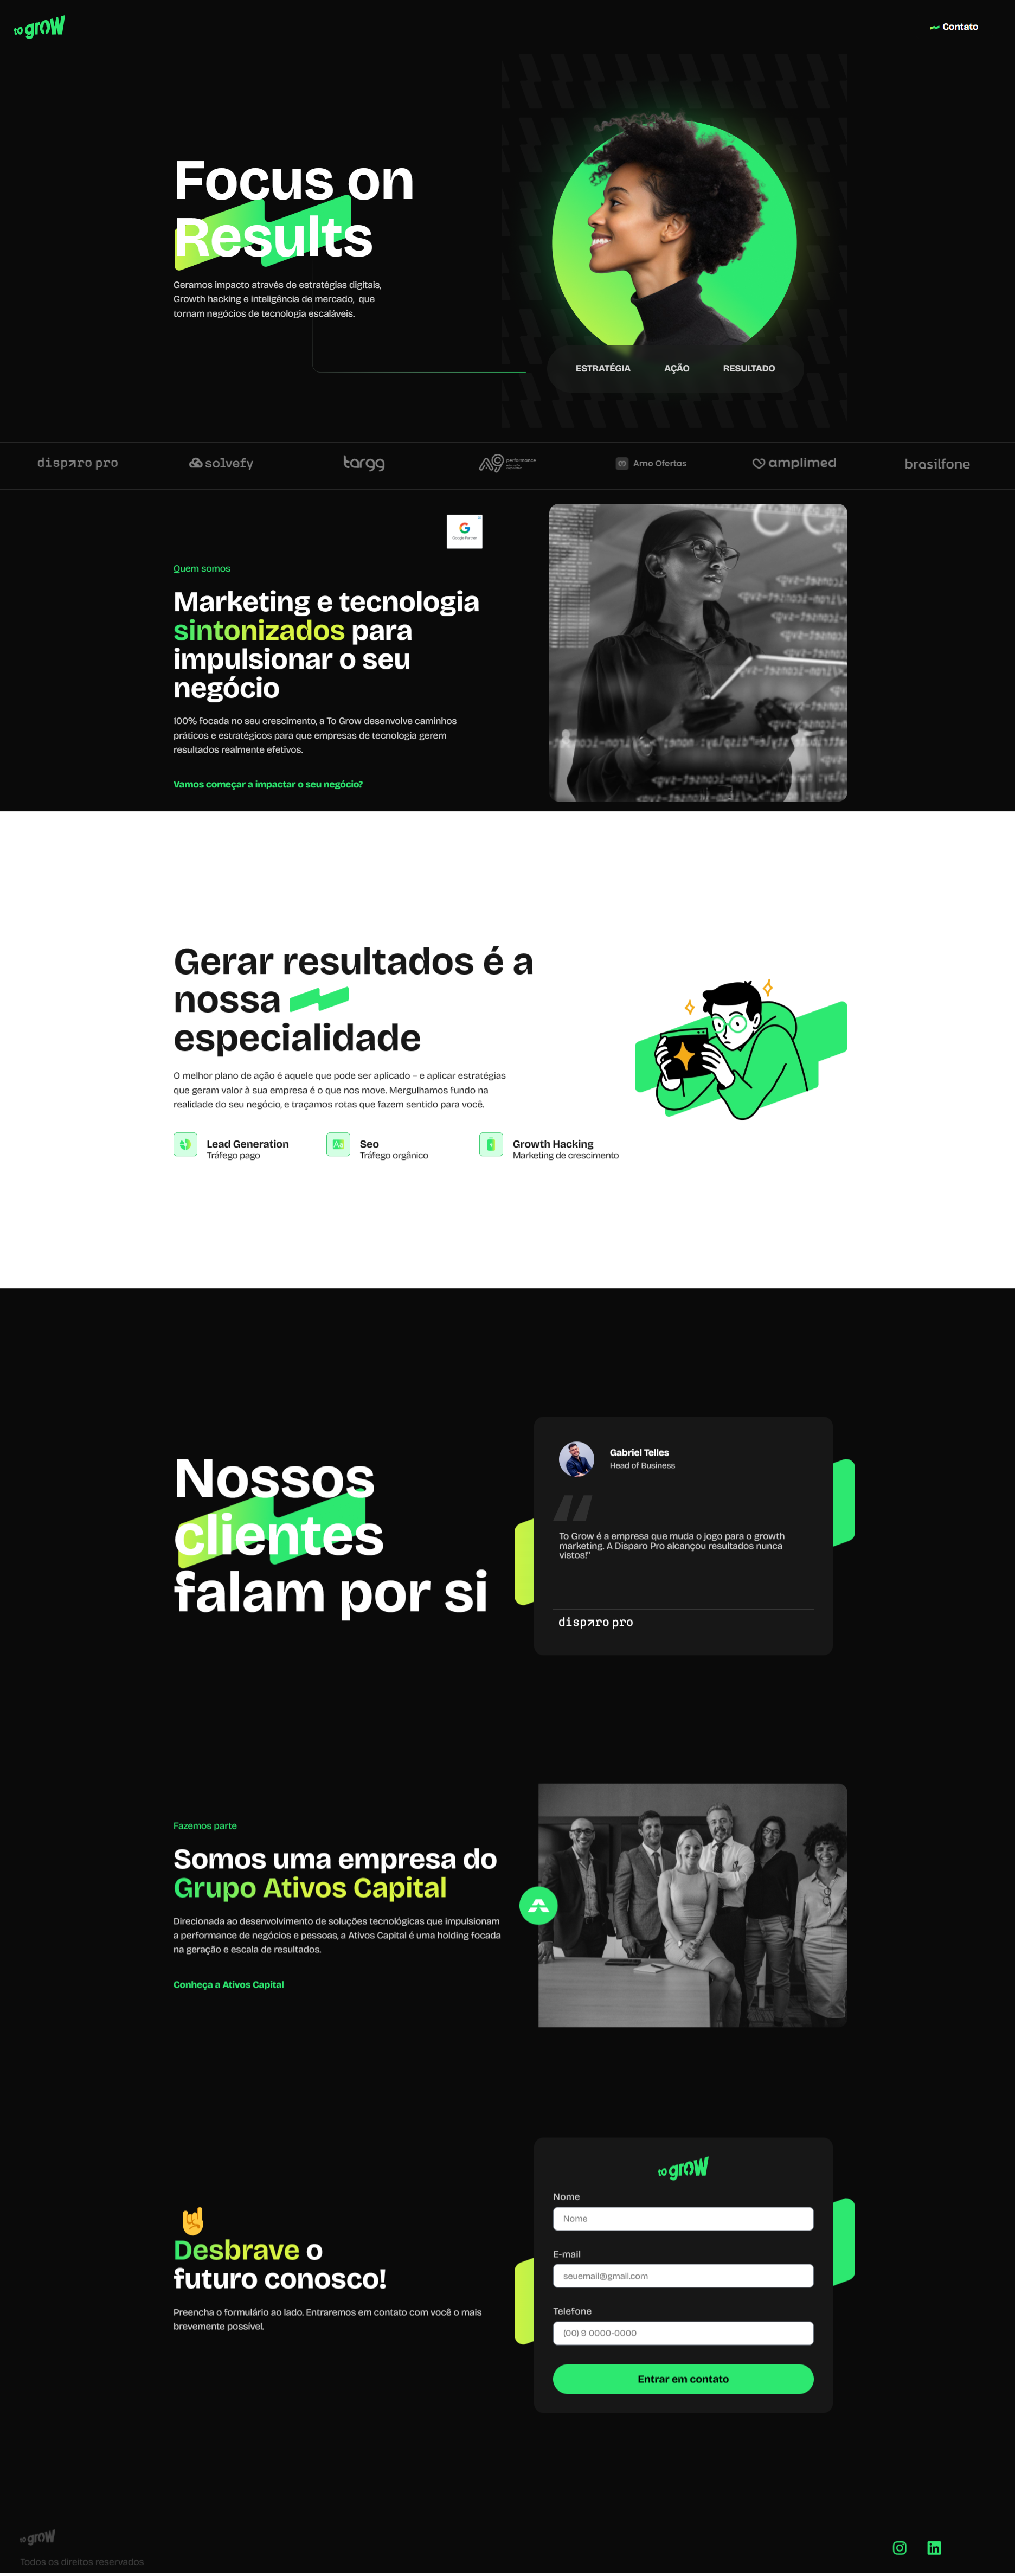 to groW
Contato
Focus on
Results
Geramos impacto através de estratégias digitais,
Growth hacking e inteligência de mercado, que
tornam negócios de tecnologia escaláveis.
ESTRATÉGIA AÇÃO RESULTADO
disparo pro
solvefy
targg
A9 performance
Amo Ofertas
amplimed
brasilfone
Google Partner
Quem somos
Marketing e tecnologia
sintonizados para
impulsionar o seu
negócio
100% focada no seu crescimento, a To Grow desenvolve caminhos
práticos e estratégicos para que empresas de tecnologia gerem
resultados realmente efetivos.
Vamos começar a impactar o seu negócio?
Gerar resultados é a
nossa
especialidade
O melhor plano de ação é aquele que pode ser aplicado – e aplicar estratégias
que geram valor à sua empresa é o que nos move. Mergulhamos fundo na
realidade do seu negócio, e traçamos rotas que fazem sentido para você.
Lead Generation
Tráfego pago
Seo
Tráfego orgânico
Growth Hacking
Marketing de crescimento
Nossos
clientes
falam por si
Gabriel Telles
Head of Business
To Grow é a empresa que muda o jogo para o growth
marketing. A Disparo Pro alcançou resultados nunca
vistos!”
disparo pro
Fazemos parte
Somos uma empresa do
Grupo Ativos Capital
Direcionada ao desenvolvimento de soluções tecnológicas que impulsionam
a performance de negócios e pessoas, a Ativos Capital é uma holding focada
na geração e escala de resultados.
Conheça a Ativos Capital
Desbrave o
futuro conosco!
Preencha o formulário ao lado. Entraremos em contato com você o mais
brevemente possível.
to groW
Nome
Nome
E-mail
seuemail@gmail.com
Telefone
(00) 9 0000-0000
Entrar em contato
to groW
Todos os direitos reservados